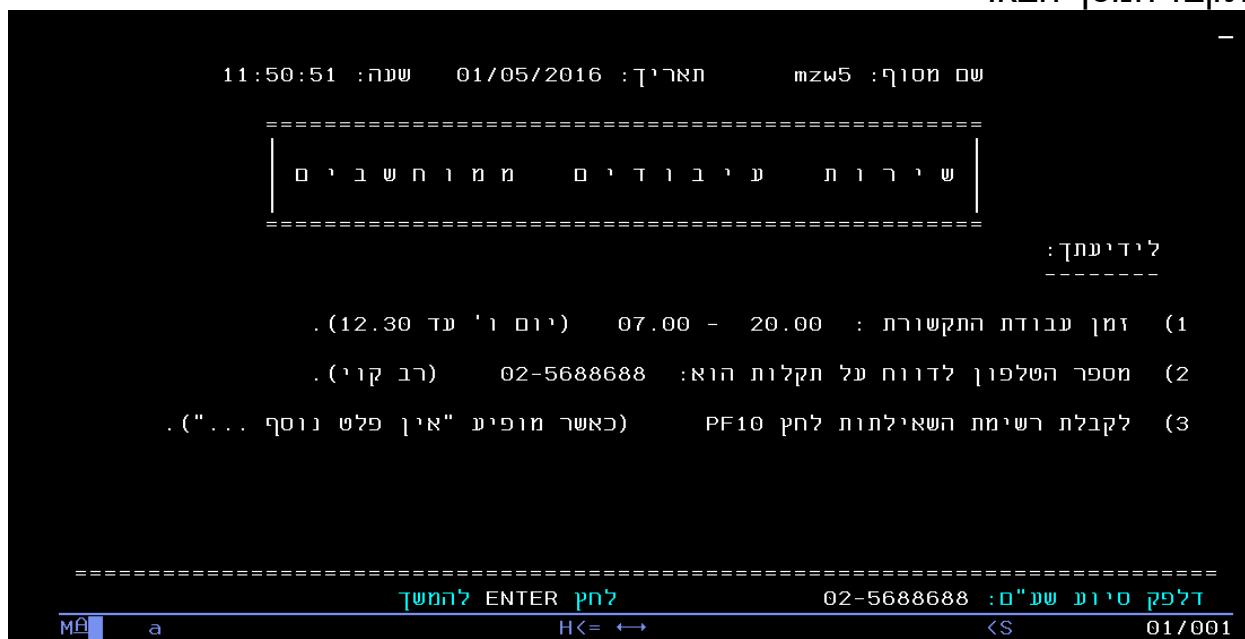 שם מסוף: mzw5 תאריך: 01/05/2016 שעה: 11:50:51
=================================================
ש י ר ו ת ע י ב ו ד י ם מ מ ו ח ש ב י ם
=================================================
לידיעתך:
--------
1) זמן עבודת התקשורת : 20.00 - 07.00 (יום ו' עד 12.30).
2) מספר הטלפון לדווח על תקלות הוא: 02-5688688 (רב קוי).
3) לקבלת רשימת השאילתות לחץ PF10 (כאשר מופיע "אין פלט נוסף ...").
==============================================================================
דלפק סיוע שע"ם: 02-5688688 לחץ ENTER להמשך
MA a H<= ←→ <S 01/001